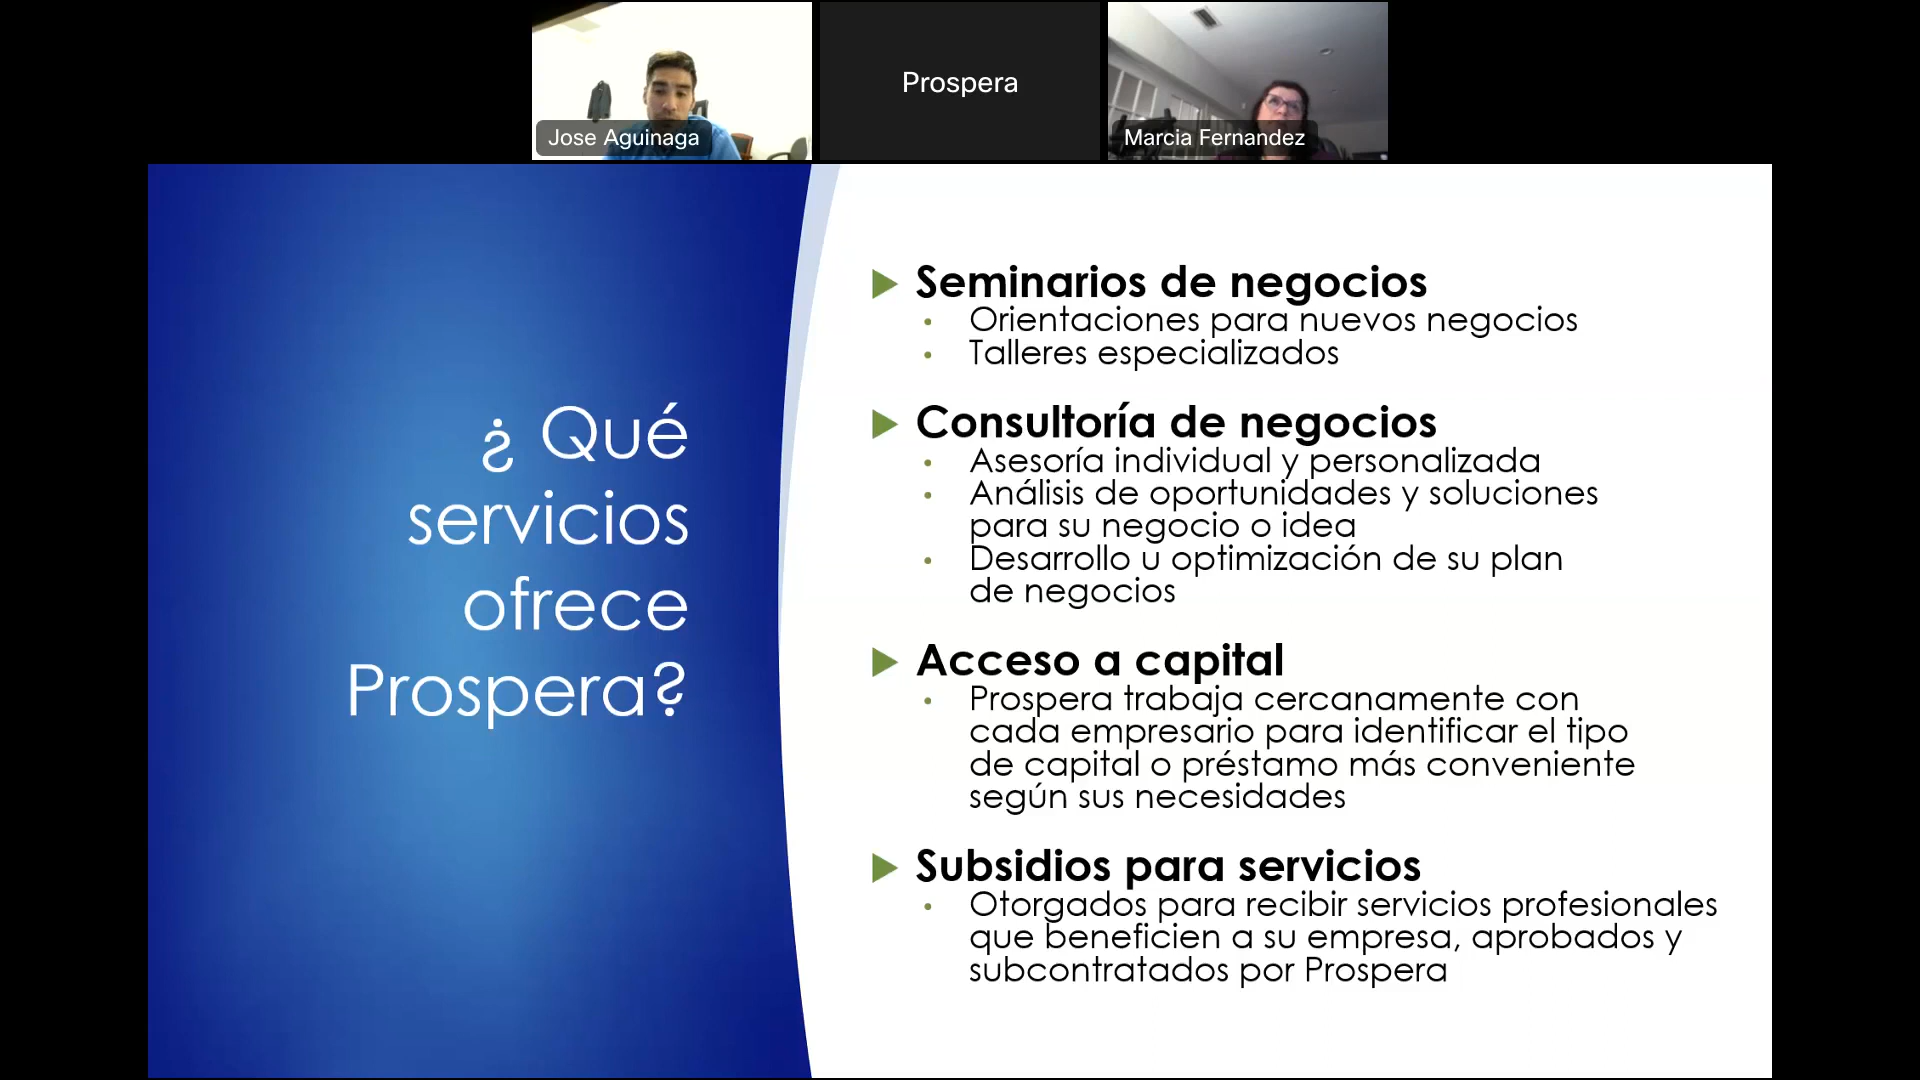 Jose Aguinaga
Prospera
Marcia Fernandez
¿ Qué
servicios
ofrece
Prospera?
Seminarios de negocios
• Orientaciones para nuevos negocios
• Talleres especializados
Consultoría de negocios
• Asesoría individual y personalizada
• Análisis de oportunidades y soluciones
para su negocio o idea
• Desarrollo u optimización de su plan
de negocios
Acceso a capital
• Prospera trabaja cercanamente con
cada empresario para identificar el tipo
de capital o préstamo más conveniente
según sus necesidades
Subsidios para servicios
• Otorgados para recibir servicios profesionales
que beneficien a su empresa, aprobados y
subcontratados por Prospera